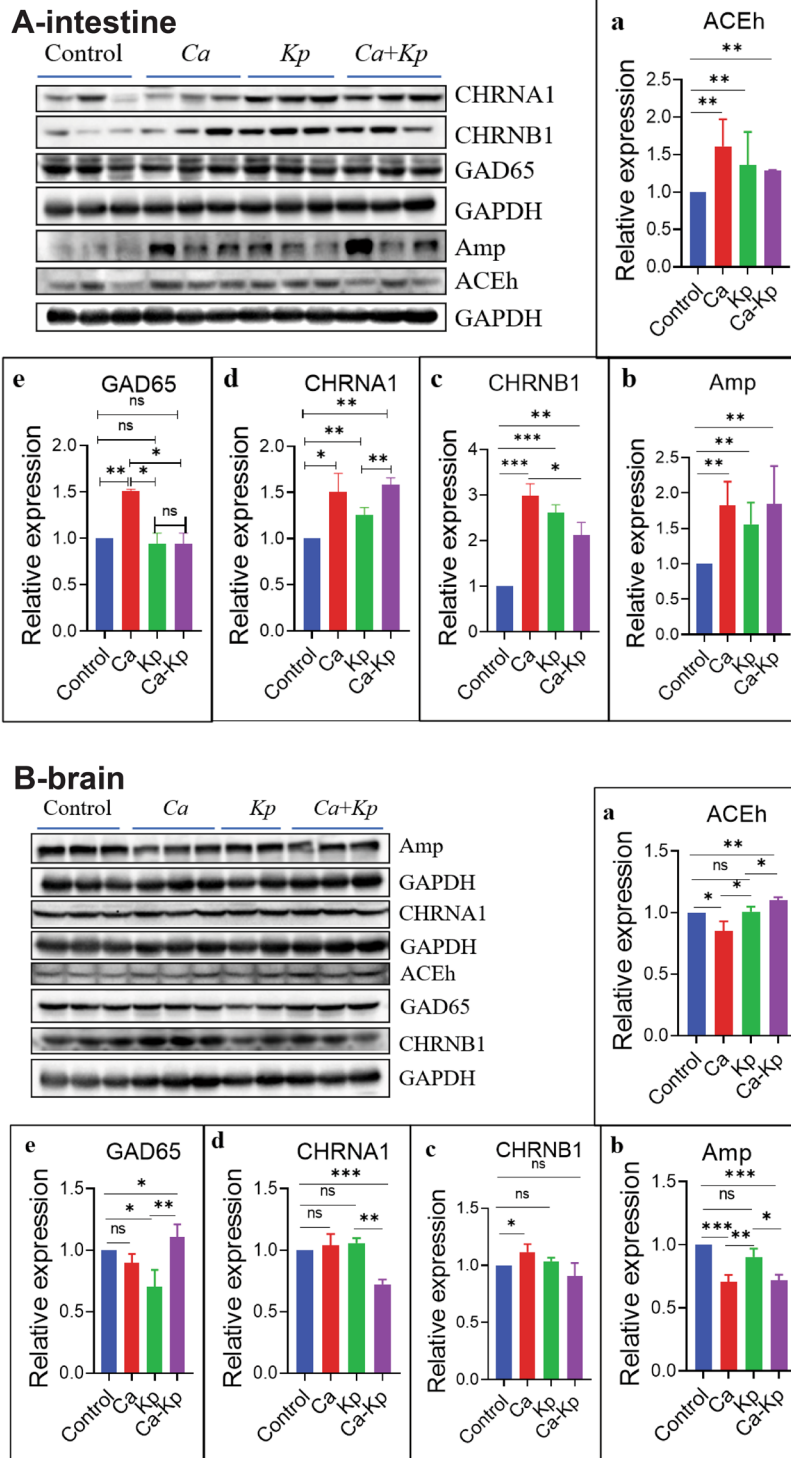 A-intestine
Control Ca Kp Ca+Kp
CHRNA1
CHRNB1
GAD65
GAPDH
Amp
ACEh
GAPDH
a
ACEh
**
**
**
Relative expression
2.5
2.0
1.5
1.0
0.5
0.0
Control Ca Kp Ca-Kp
e
GAD65
ns
ns
** * *
ns
Relative expression
2.0
1.5
1.0
0.5
0.0
Control Ca Kp Ca-Kp
d
CHRNA1
**
**
* **
Relative expression
2.0
1.5
1.0
0.5
0.0
Control Ca Kp Ca-Kp
c
CHRNB1
**
***
*** *
Relative expression
4
3
2
1
0
Control Ca Kp Ca-Kp
b
Amp
**
**
**
Relative expression
2.5
2.0
1.5
1.0
0.5
0.0
Control Ca Kp Ca-Kp
B-brain
Control Ca Kp Ca+Kp
Amp
GAPDH
CHRNA1
GAPDH
ACEh
GAD65
CHRNB1
GAPDH
a
ACEh
**
ns *
* *
Relative expression
1.5
1.0
0.5
0.0
Control Ca Kp Ca-Kp
e
GAD65
*
* **
ns
Relative expression
1.5
1.0
0.5
0.0
Control Ca Kp Ca-Kp
d
CHRNA1
***
ns
ns **
Relative expression
1.5
1.0
0.5
0.0
Control Ca Kp Ca-Kp
c
CHRNB1
ns
ns
*
Relative expression
1.5
1.0
0.5
0.0
Control Ca Kp Ca-Kp
b
Amp
***
ns
*** ** *
Relative expression
1.5
1.0
0.5
0.0
Control Ca Kp Ca-Kp